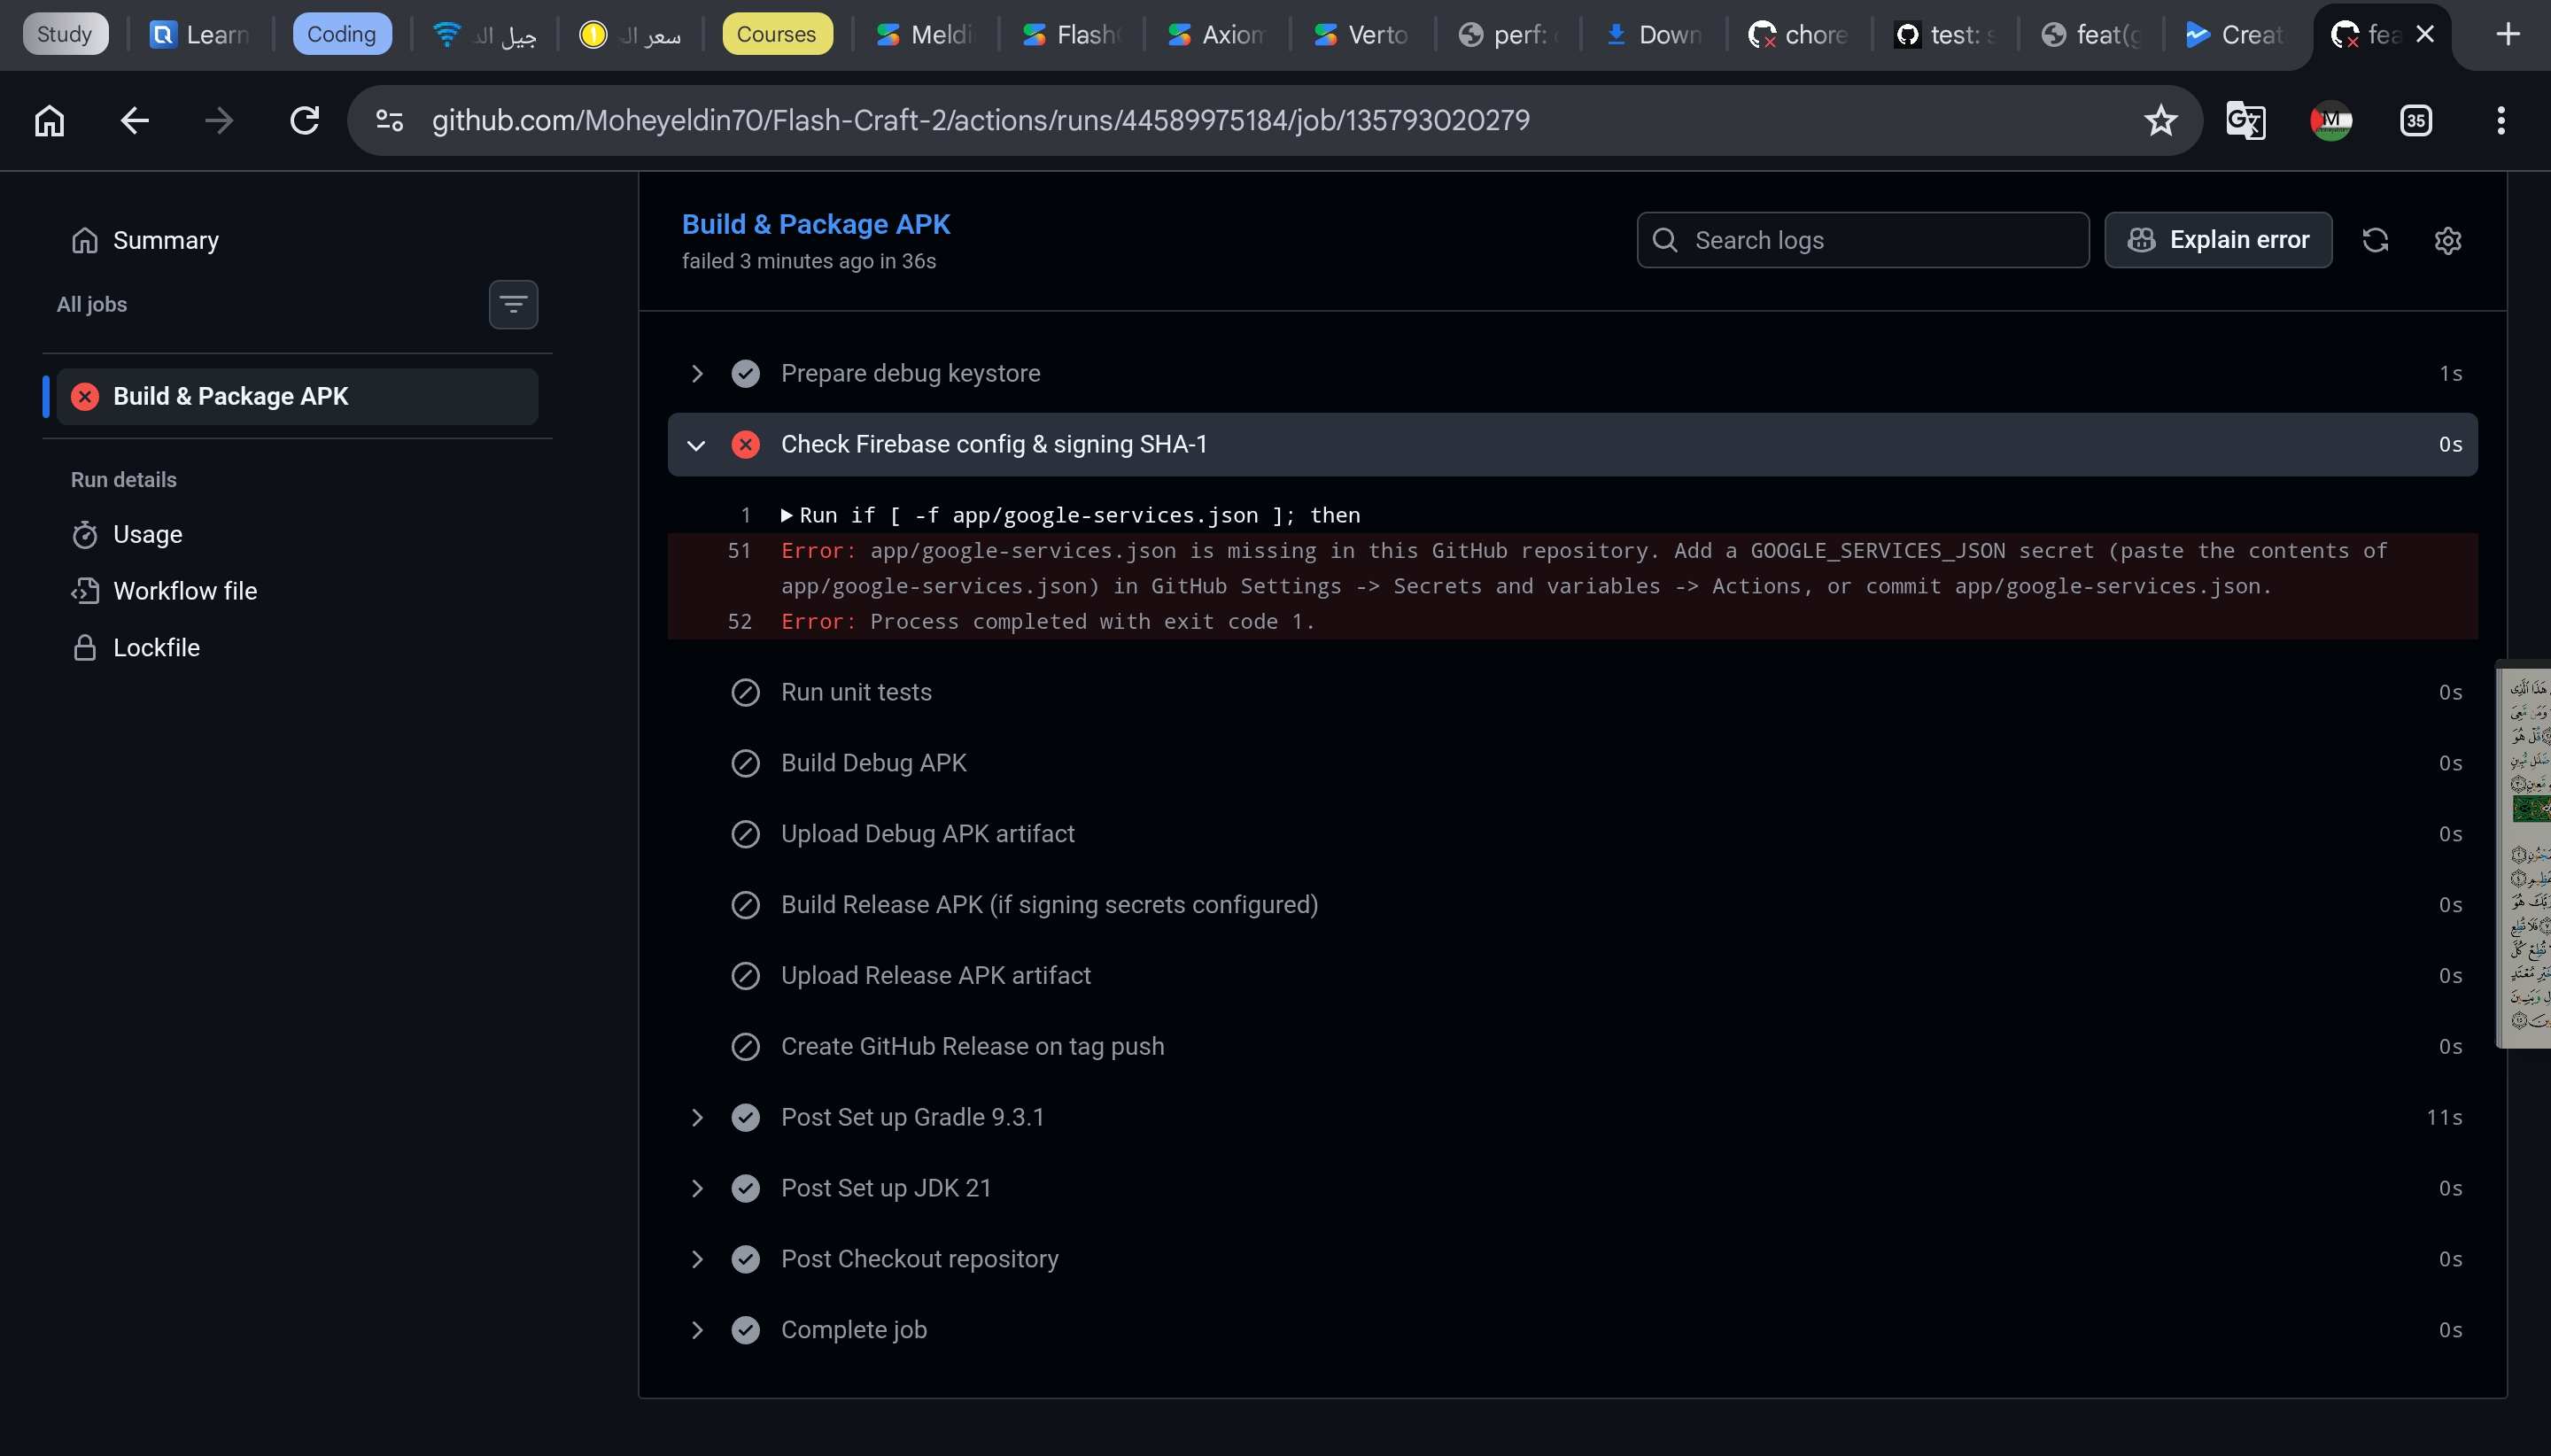 Study
Learn
Coding
جيل الد
سعر الـ
Courses
Meldi
Flash
Axiom
Verto
perf:
Down
chore
test: s
feat(g
Creat
fea
github.com/Moheyeldin70/Flash-Craft-2/actions/runs/44589975184/job/135793020279
M
35
Summary
All jobs
Build & Package APK
Run details
Usage
Workflow file
Lockfile
Build & Package APK
failed 3 minutes ago in 36s
Search logs
Explain error
Prepare debug keystore 1s
Check Firebase config & signing SHA-1 0s
1 Run if [ -f app/google-services.json ]; then
51 Error: app/google-services.json is missing in this GitHub repository. Add a GOOGLE_SERVICES_JSON secret (paste the contents of
app/google-services.json) in GitHub Settings -> Secrets and variables -> Actions, or commit app/google-services.json.
52 Error: Process completed with exit code 1.
Run unit tests 0s
Build Debug APK 0s
Upload Debug APK artifact 0s
Build Release APK (if signing secrets configured) 0s
Upload Release APK artifact 0s
Create GitHub Release on tag push 0s
Post Set up Gradle 9.3.1 11s
Post Set up JDK 21 0s
Post Checkout repository 0s
Complete job 0s